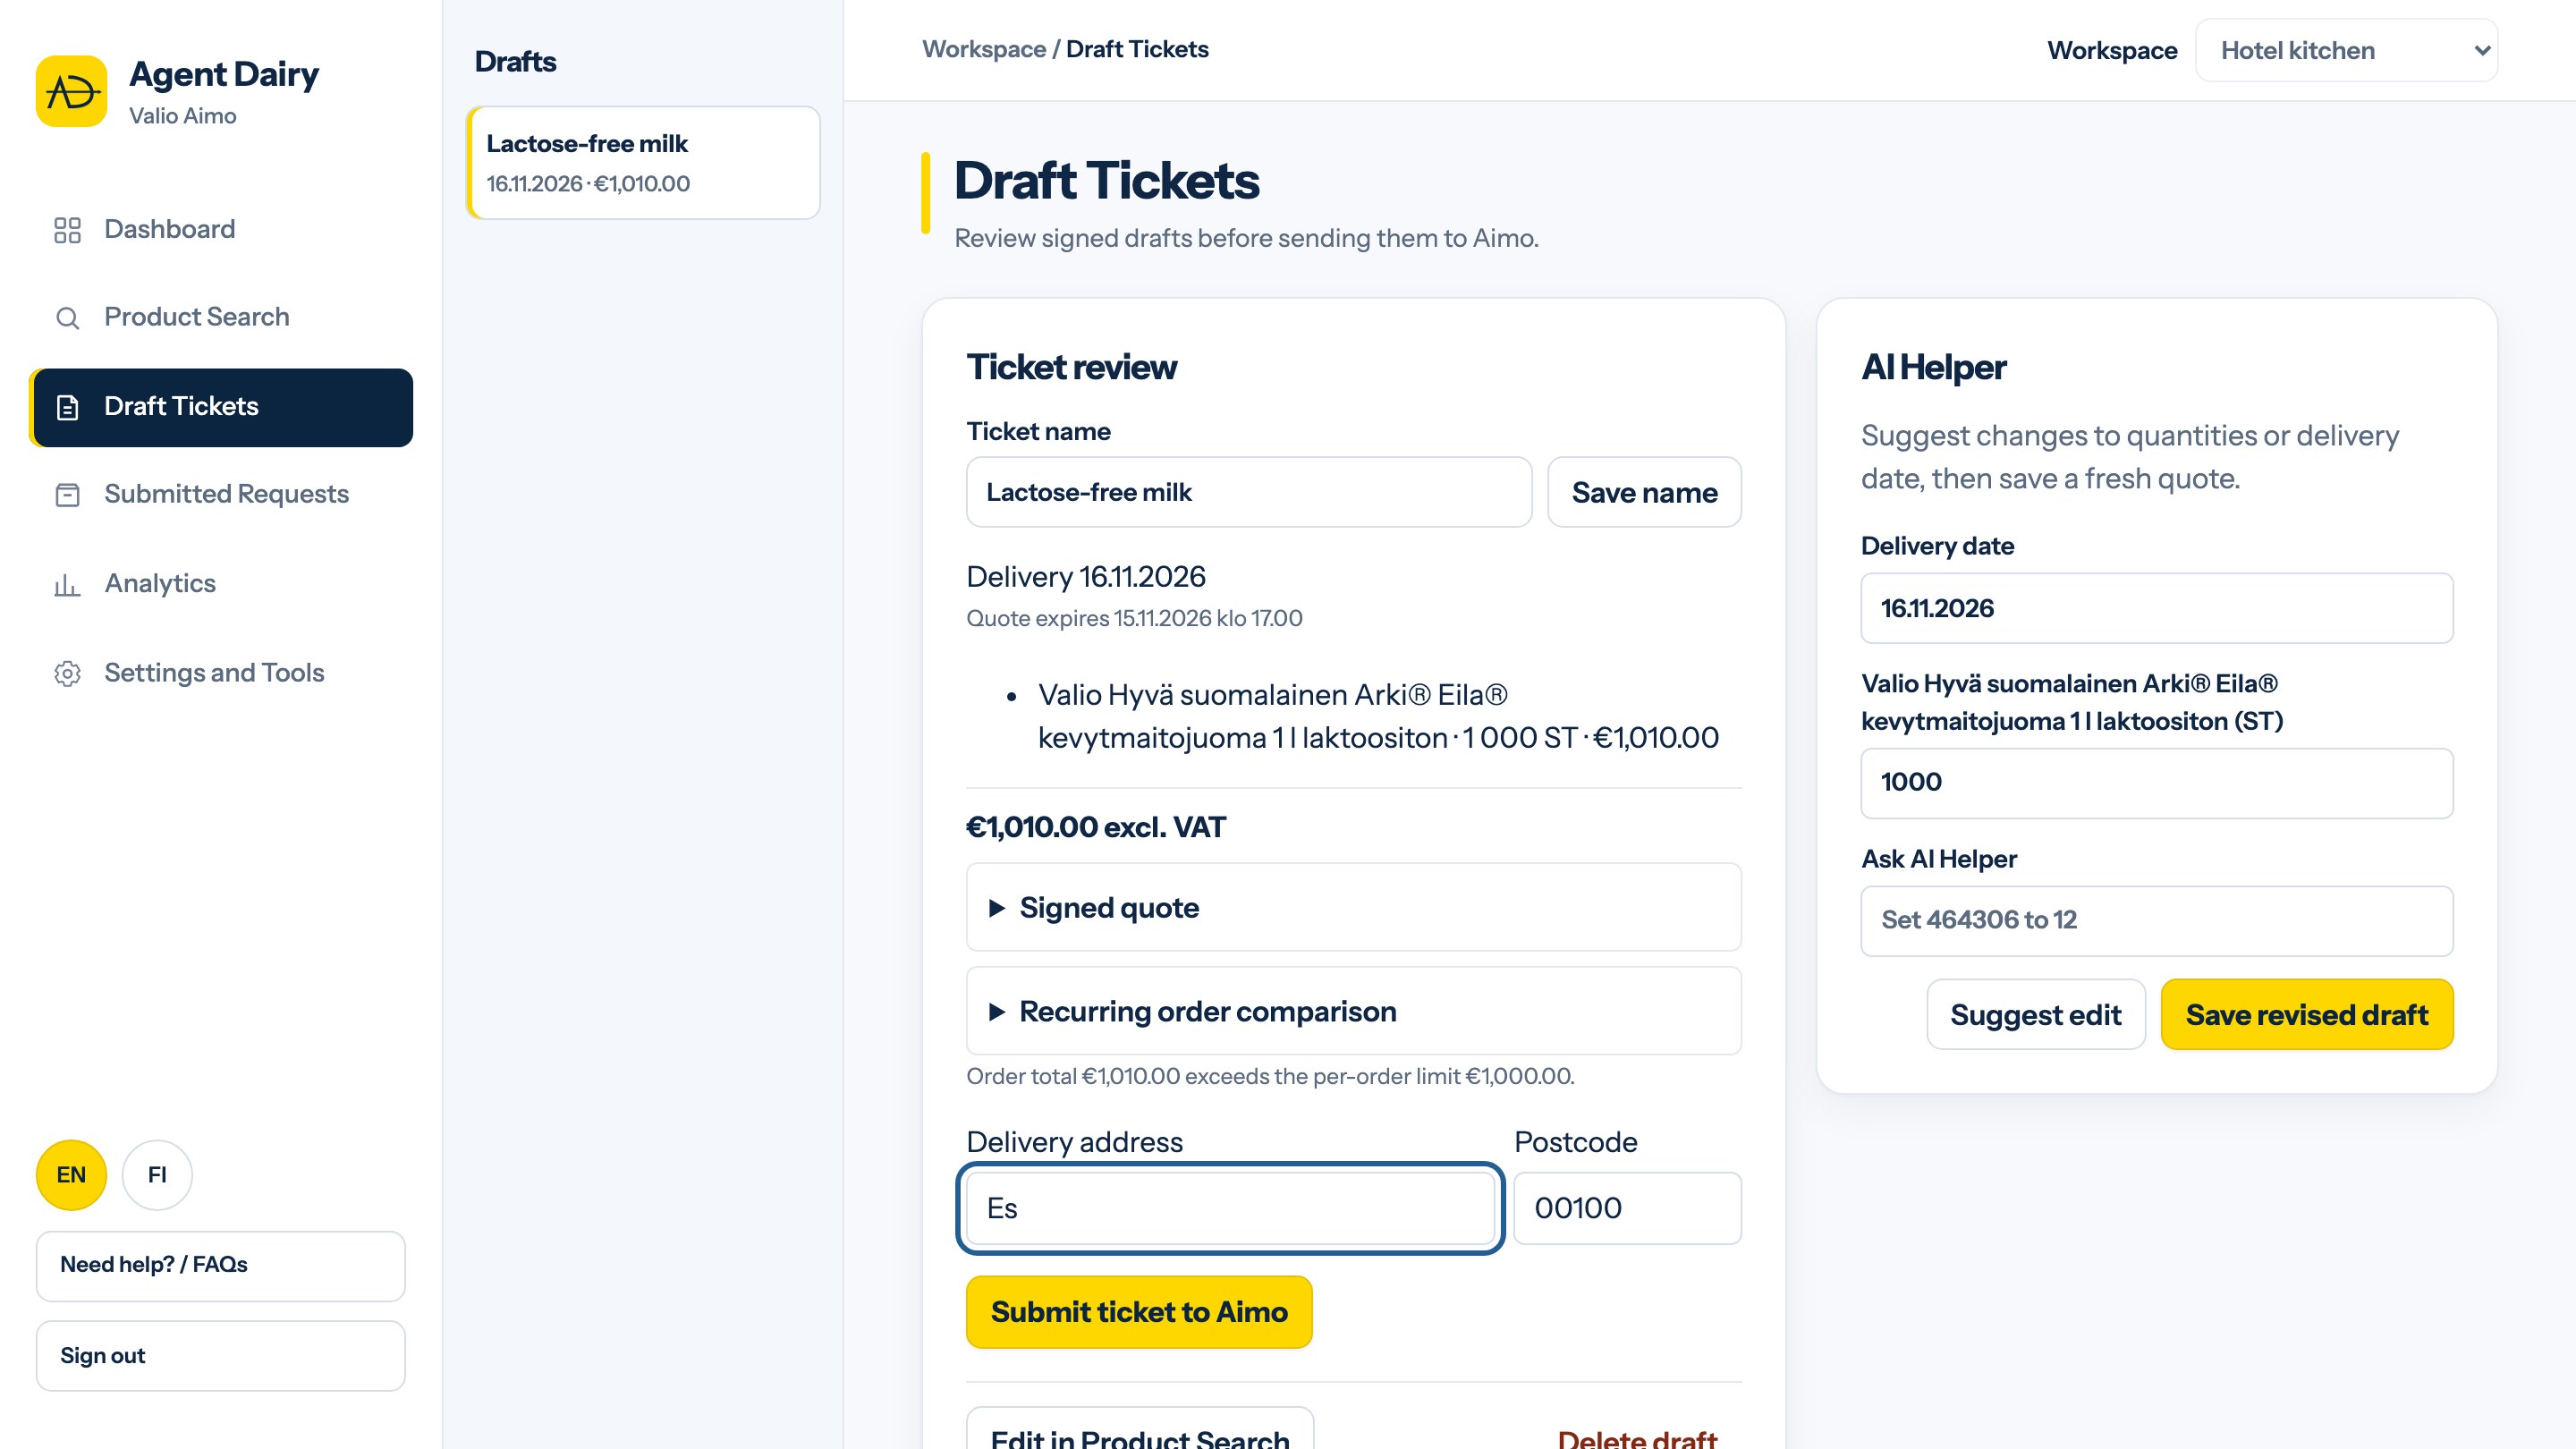 Agent Dairy
Valio Aimo
Dashboard
Product Search
Draft Tickets
Submitted Requests
Analytics
Settings and Tools
EN
FI
Need help? / FAQs
Sign out
Drafts
Lactose-free milk
16.11.2026 · €1,010.00
Workspace / Draft Tickets
Workspace
Hotel kitchen
Draft Tickets
Review signed drafts before sending them to Aimo.
Ticket review
Ticket name
Lactose-free milk
Save name
Delivery 16.11.2026
Quote expires 15.11.2026 klo 17.00
• Valio Hyvä suomalainen Arki® Eila®
kevytmaitojuoma 1 l laktoositon · 1 000 ST · €1,010.00
€1,010.00 excl. VAT
Signed quote
Recurring order comparison
Order total €1,010.00 exceeds the per-order limit €1,000.00.
Delivery address
Postcode
Es
00100
Submit ticket to Aimo
Edit in Product Search
Delete draft
AI Helper
Suggest changes to quantities or delivery
date, then save a fresh quote.
Delivery date
16.11.2026
Valio Hyvä suomalainen Arki® Eila®
kevytmaitojuoma 1 l laktoositon (ST)
1000
Ask AI Helper
Set 464306 to 12
Suggest edit
Save revised draft